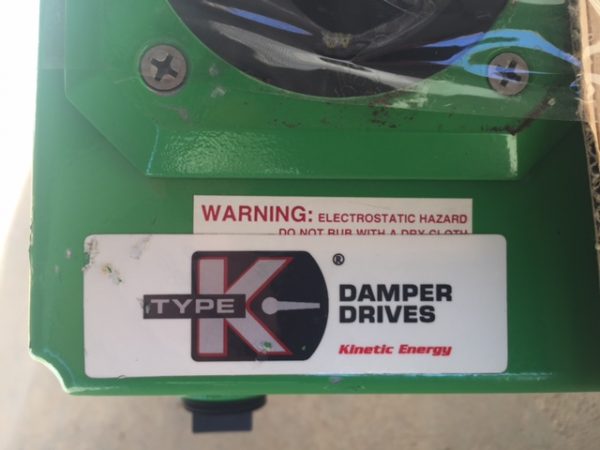 WARNING: ELECTROSTATIC HAZARD
DO NOT RUB WITH A DRY CLOTH
TYPE K
®
DAMPER
DRIVES
Kinetic Energy